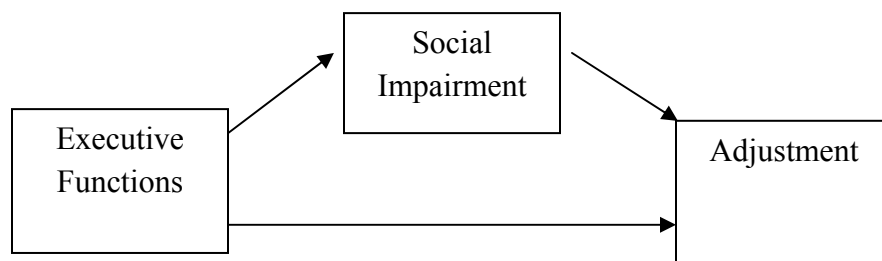 Social
Impairment
Executive
Functions
Adjustment